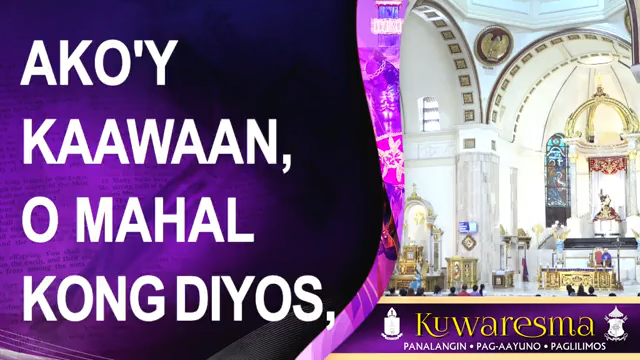 AKO'Y
KAAWAAN,
O MAHAL
KONG DIYOS,
Kuwaresma
PANALANGIN • PAG-AAYUNO • PAGLILIMOS